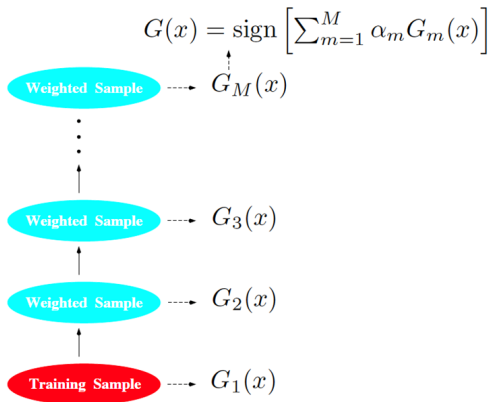 G(x) = sign [∑_{m=1}^{M} α_m G_m(x)]
Weighted Sample G_M(x)
Weighted Sample G_3(x)
Weighted Sample G_2(x)
Training Sample G_1(x)